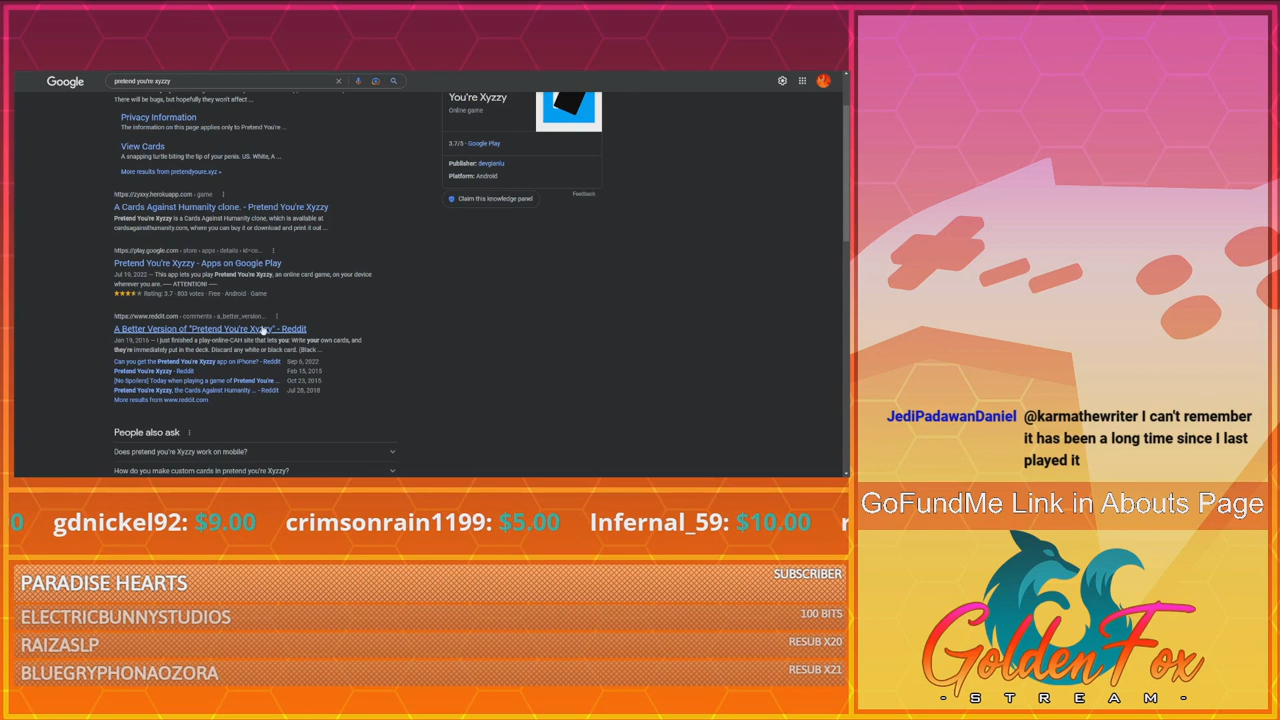 Google
pretend you're xyzzy
There will be bugs, but hopefully they won't affect ...
Privacy Information
The information on this page applies only to Pretend You're ...
View Cards
A snapping turtle biting the tip of your penis. US. White, A ...
More results from pretendyoure.xyz »
https://zyxxy.herokuapp.com › game
A Cards Against Humanity clone. - Pretend You're Xyzzy
Pretend You're Xyzzy is a Cards Against Humanity clone, which is available at
cardsagainsthumanity.com, where you can buy it or download and print it out ...
https://play.google.com › store › apps › details › id=co...
Pretend You're Xyzzy - Apps on Google Play
Jul 19, 2022 — This app lets you play Pretend You're Xyzzy, an online card game, on your device
wherever you are. ----- ATTENTION! -----
Rating: 3.7 · 803 votes · Free · Android · Game
https://www.reddit.com › comments › a_better_version...
A Better Version of "Pretend You're Xyzzy" - Reddit
Jan 19, 2016 — I just finished a play-online-CAH site that lets you: Write your own cards, and
they're immediately put in the deck. Discard any white or black card. (Black ...
Can you get the Pretend You're Xyzzy app on iPhone? - Reddit Sep 6, 2022
Pretend You're Xyzzy - Reddit Feb 15, 2015
[No Spoilers] Today when playing a game of Pretend You're ... Oct 23, 2015
Pretend You're Xyzzy, the Cards Against Humanity ... - Reddit Jul 28, 2018
More results from www.reddit.com
People also ask
Does pretend you're Xyzzy work on mobile?
How do you make custom cards in pretend you're Xyzzy?
You're Xyzzy
Online game
3.7/5 · Google Play
Publisher: devgianlu
Platform: Android
Feedback
Claim this knowledge panel
JediPadawanDaniel @karmathewriter I can't remember
it has been a long time since I last
played it
GoFundMe Link in Abouts Page
0 gdnickel92: $9.00 crimsonrain1199: $5.00 Infernal_59: $10.00
PARADISE HEARTS SUBSCRIBER
ELECTRICBUNNYSTUDIOS 100 BITS
RAIZASLP RESUB X20
BLUEGRYPHONAOZORA RESUB X21
GoldenFox
- STREAM -